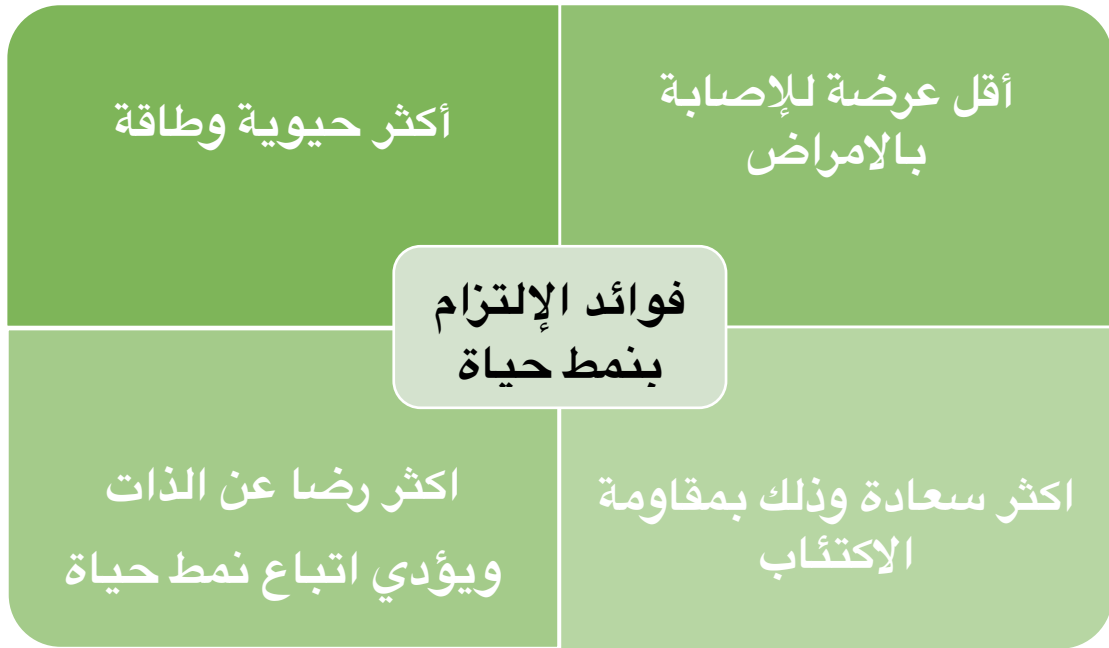 أقل عرضة للإصابة
بالامراض
أكثر حيوية وطاقة
فوائد الإلتزام
بنمط حياة
اكثر سعادة وذلك بمقاومة
الاكتئاب
اكثر رضا عن الذات
ويؤدي اتباع نمط حياة